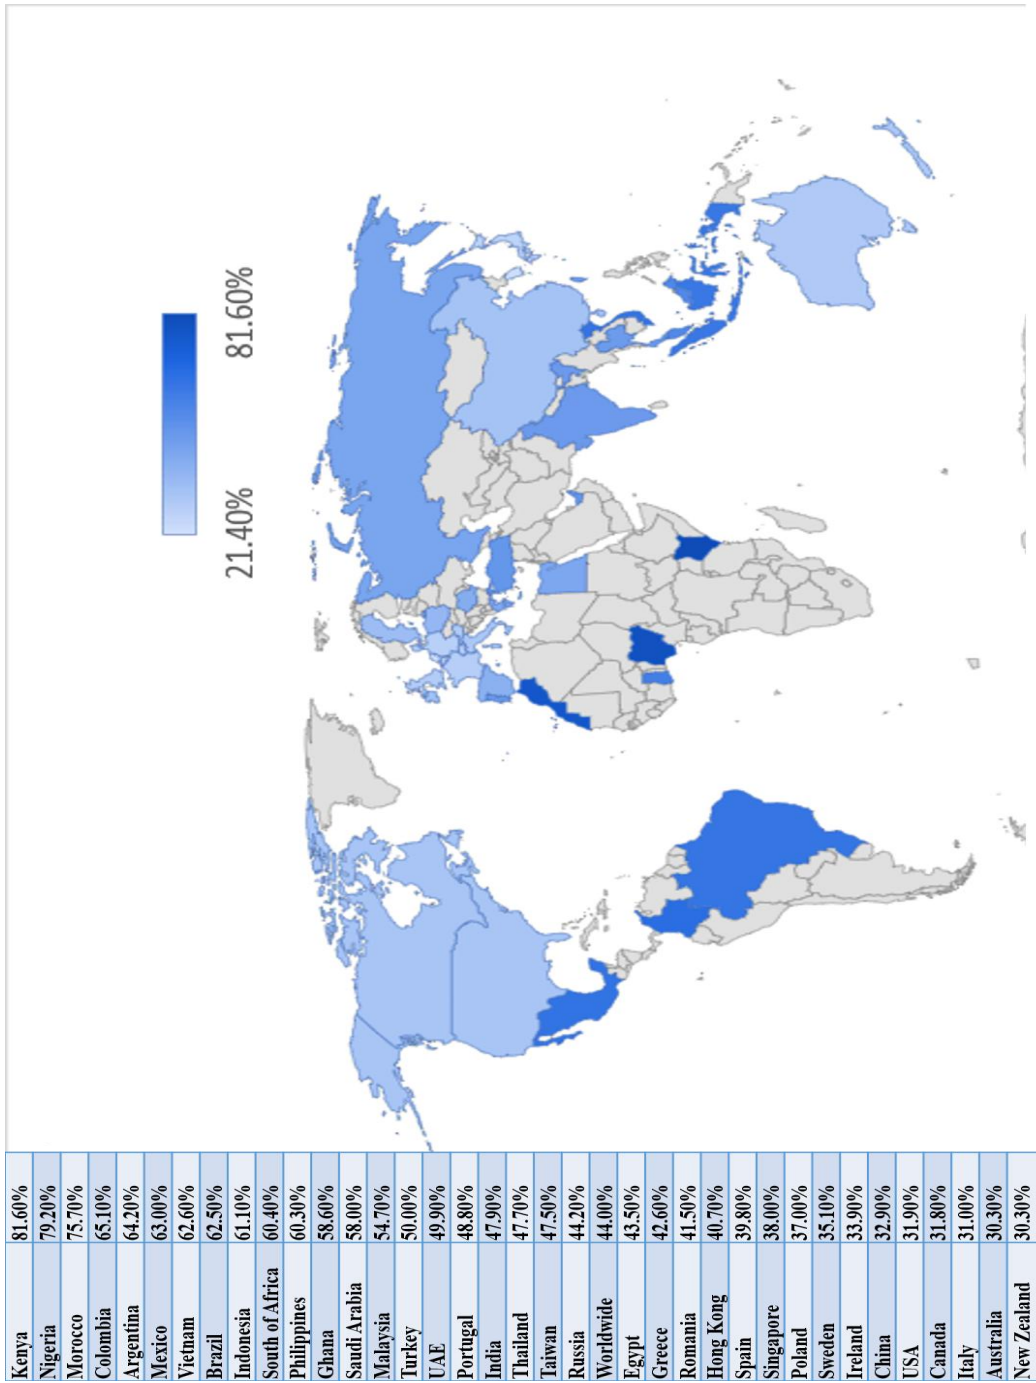 21.40% 81.60%
Kenya 81.60%
Nigeria 79.20%
Morocco 75.70%
Colombia 65.10%
Argentina 64.20%
Mexico 63.00%
Vietnam 62.60%
Brazil 62.50%
Indonesia 61.10%
South of Africa 60.40%
Philippines 60.30%
Ghana 58.60%
Saudi Arabia 58.00%
Malaysia 54.70%
Turkey 50.00%
UAE 49.90%
Portugal 48.80%
India 47.90%
Thailand 47.70%
Taiwan 47.50%
Russia 44.20%
Worldwide 44.00%
Egypt 43.50%
Greece 42.60%
Romania 41.50%
Hong Kong 40.70%
Spain 39.80%
Singapore 38.00%
Poland 37.00%
Sweden 35.10%
Ireland 33.90%
China 32.90%
USA 31.90%
Canada 31.80%
Italy 31.00%
Australia 30.30%
New Zealand 30.30%